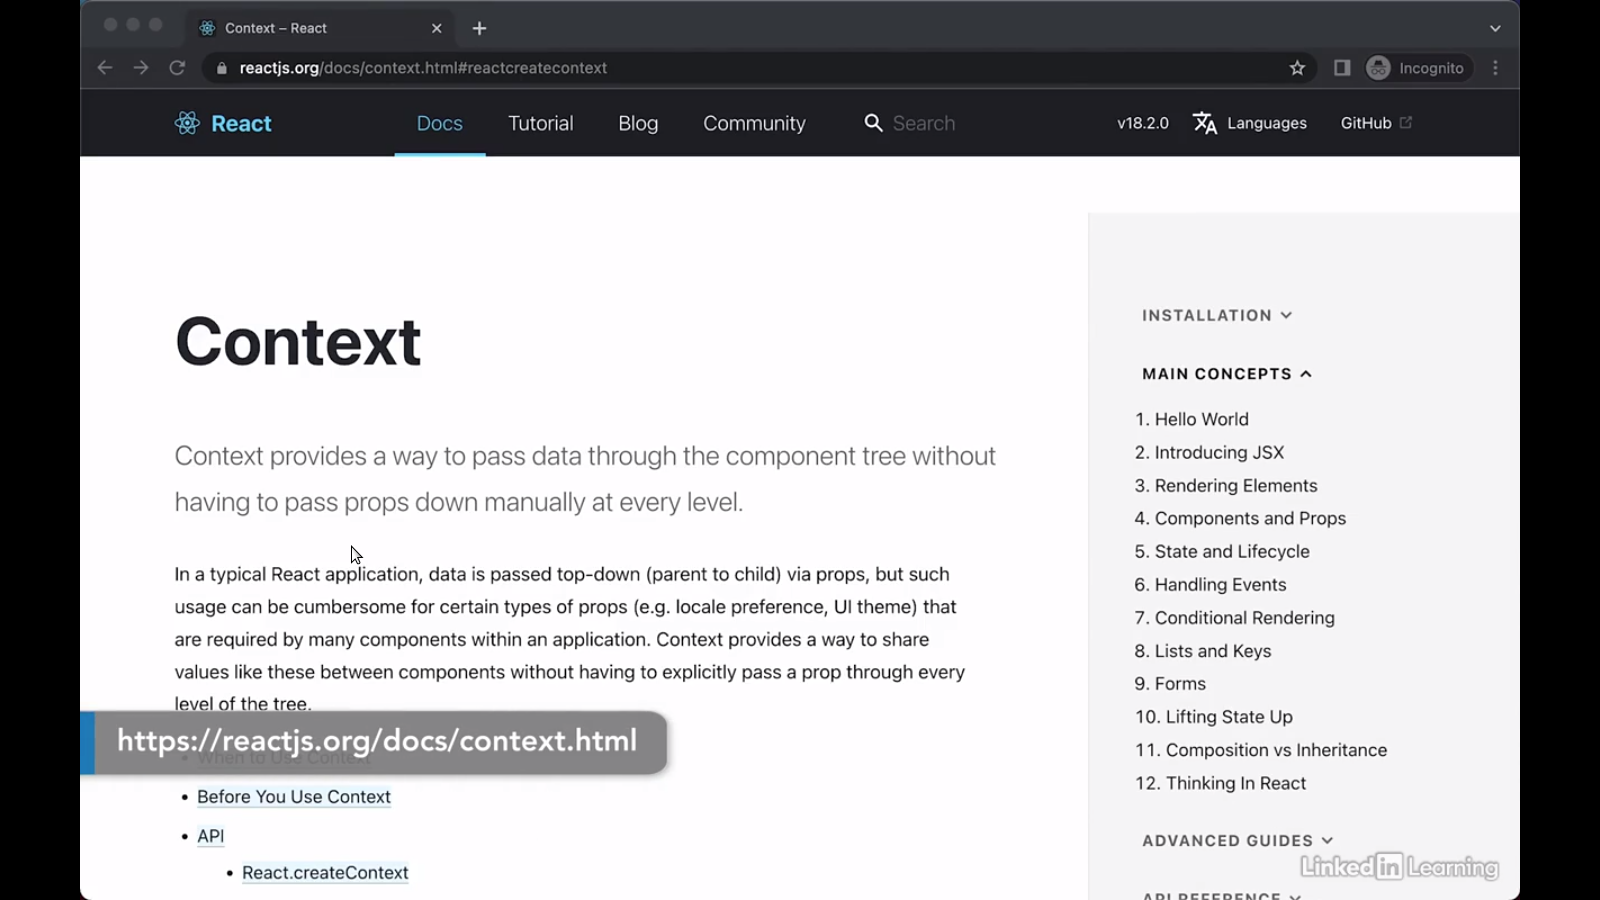 Context – React
reactjs.org/docs/context.html#reactcreatecontext
Incognito
React
Docs
Tutorial
Blog
Community
Search
v18.2.0
Languages
GitHub
Context
Context provides a way to pass data through the component tree without
having to pass props down manually at every level.
In a typical React application, data is passed top-down (parent to child) via props, but such
usage can be cumbersome for certain types of props (e.g. locale preference, UI theme) that
are required by many components within an application. Context provides a way to share
values like these between components without having to explicitly pass a prop through every
level of the tree.
https://reactjs.org/docs/context.html
• When to Use Context
• Before You Use Context
• API
• React.createContext
INSTALLATION
MAIN CONCEPTS
1. Hello World
2. Introducing JSX
3. Rendering Elements
4. Components and Props
5. State and Lifecycle
6. Handling Events
7. Conditional Rendering
8. Lists and Keys
9. Forms
10. Lifting State Up
11. Composition vs Inheritance
12. Thinking In React
ADVANCED GUIDES
API REFERENCE
LinkedIn Learning